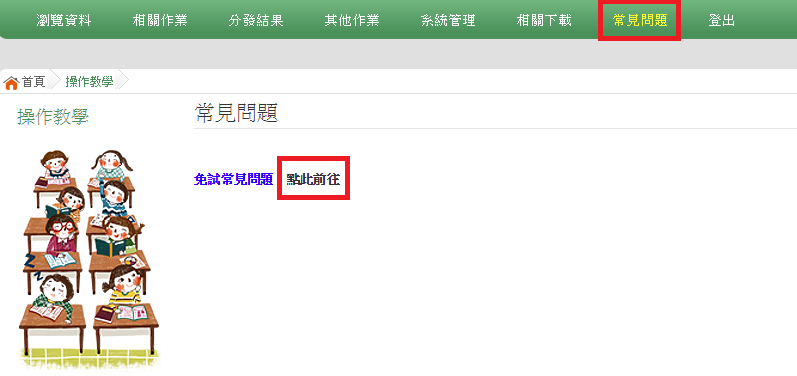 瀏覽資料 相關作業 分發結果 其他作業 系統管理 相關下載 常見問題 登出
首頁 操作教學
操作教學
常見問題
免試常見問題 點此前往
Z
Z
Z